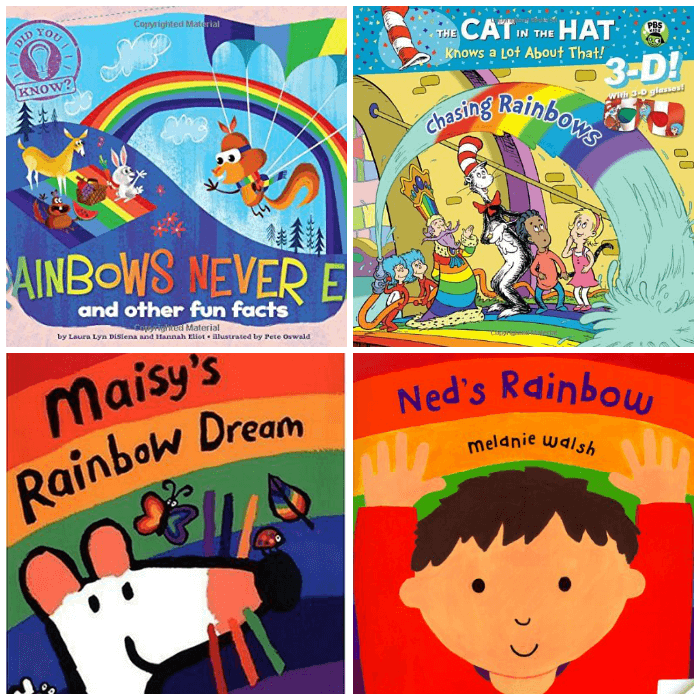 Copyrighted Material
DID YOU
KNOW?
AINBOWS NEVER E
and other fun facts
Copyrighted Material
by Laura Lyn DiSiena and Hannah Eliot • illustrated by Pete Oswald
THE CAT IN THE HAT
Knows a Lot About That!
PBS
KIDS
3-D!
With 3-D glasses!
Chasing Rainbows
Copyrighted Material
Maisy's
Rainbow Dream
Ned's Rainbow
melanie walsh